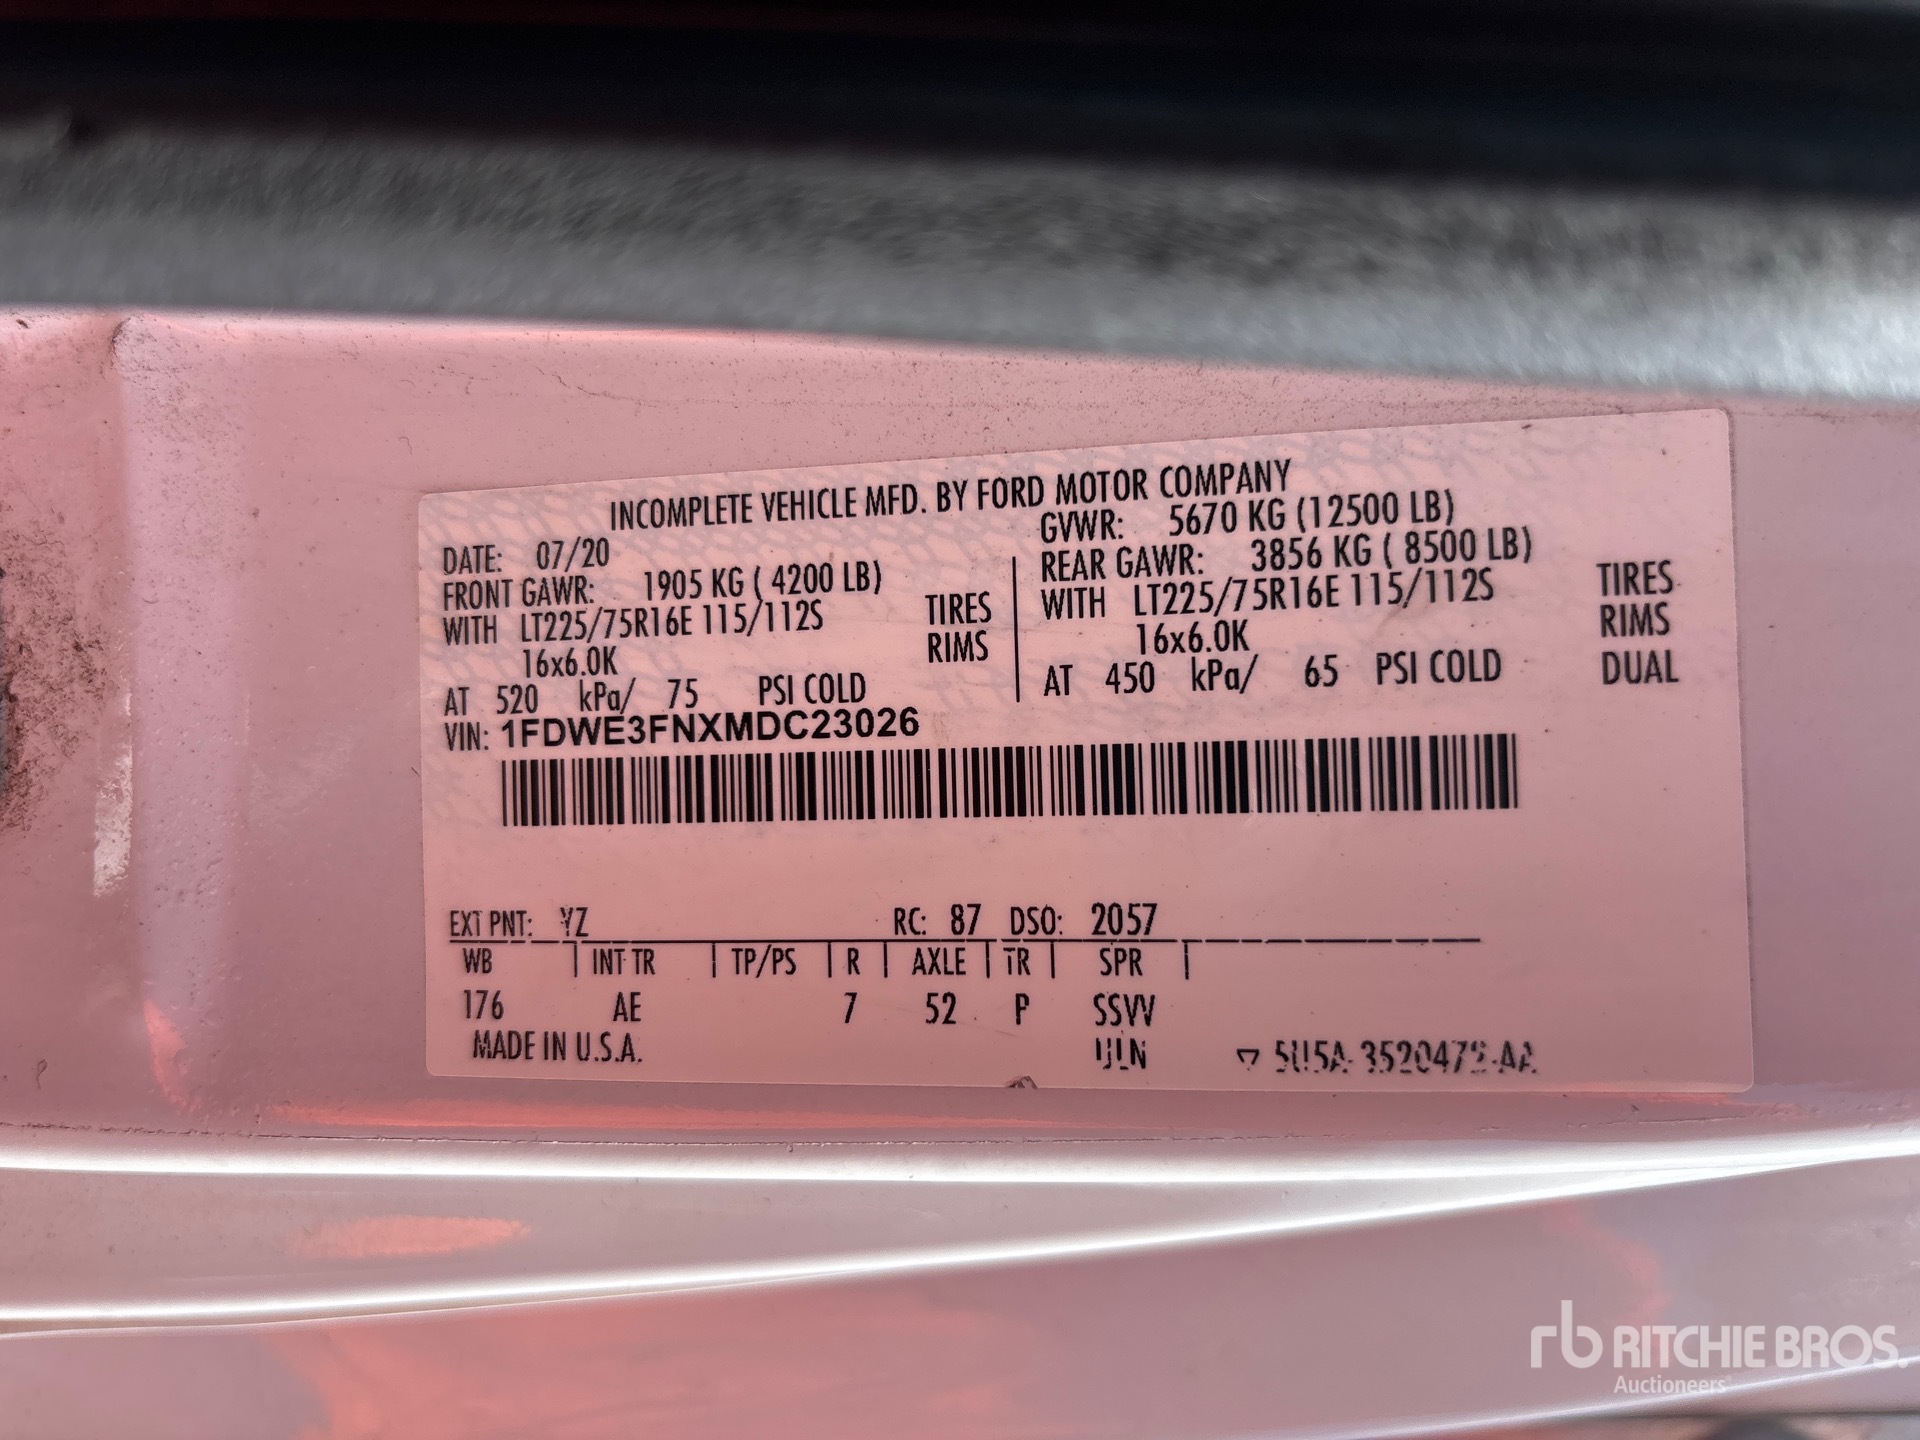 INCOMPLETE VEHICLE MFD. BY FORD MOTOR COMPANY
DATE: 07/20
GVWR: 5670 KG (12500 LB)
FRONT GAWR: 1905 KG ( 4200 LB)
WITH LT225/75R16E 115/112S TIRES
16x6.0K RIMS
AT 520 kPa/ 75 PSI COLD
REAR GAWR: 3856 KG ( 8500 LB)
WITH LT225/75R16E 115/112S TIRES
16x6.0K RIMS
AT 450 kPa/ 65 PSI COLD DUAL
VIN: 1FDWE3FNXMDC23026
EXT PNT: YZ RC: 87 DSO: 2057
WB INT TR TP/PS R AXLE TR SPR
176 AE 7 52 P SSVV
MADE IN U.S.A.
rb RITCHIE BROS.
Auctioneers